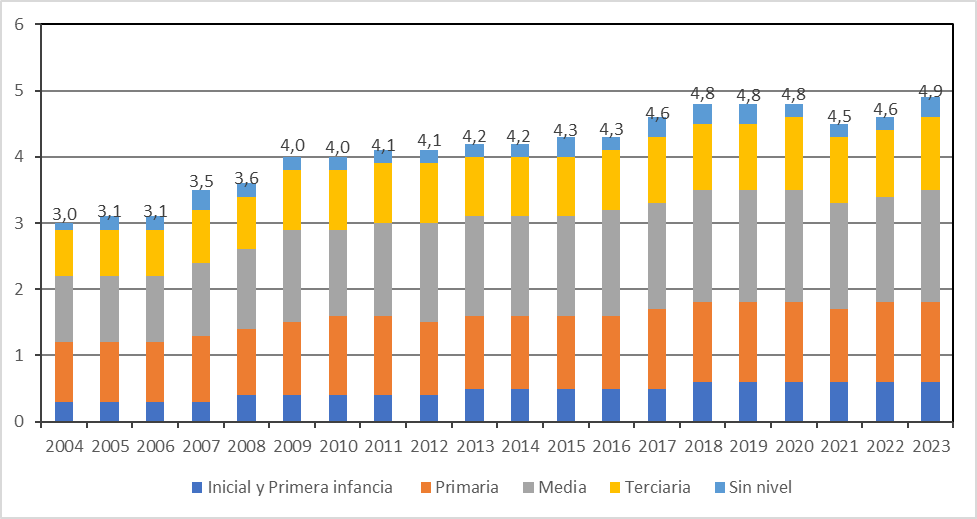 6
5
4
3
2
1
0
3,0 3,1 3,1 3,5 3,6 4,0 4,0 4,1 4,1 4,2 4,2 4,3 4,3 4,6 4,8 4,8 4,8 4,5 4,6 4,9
2004 2005 2006 2007 2008 2009 2010 2011 2012 2013 2014 2015 2016 2017 2018 2019 2020 2021 2022 2023
Inicial y Primera infancia Primaria Media Terciaria Sin nivel